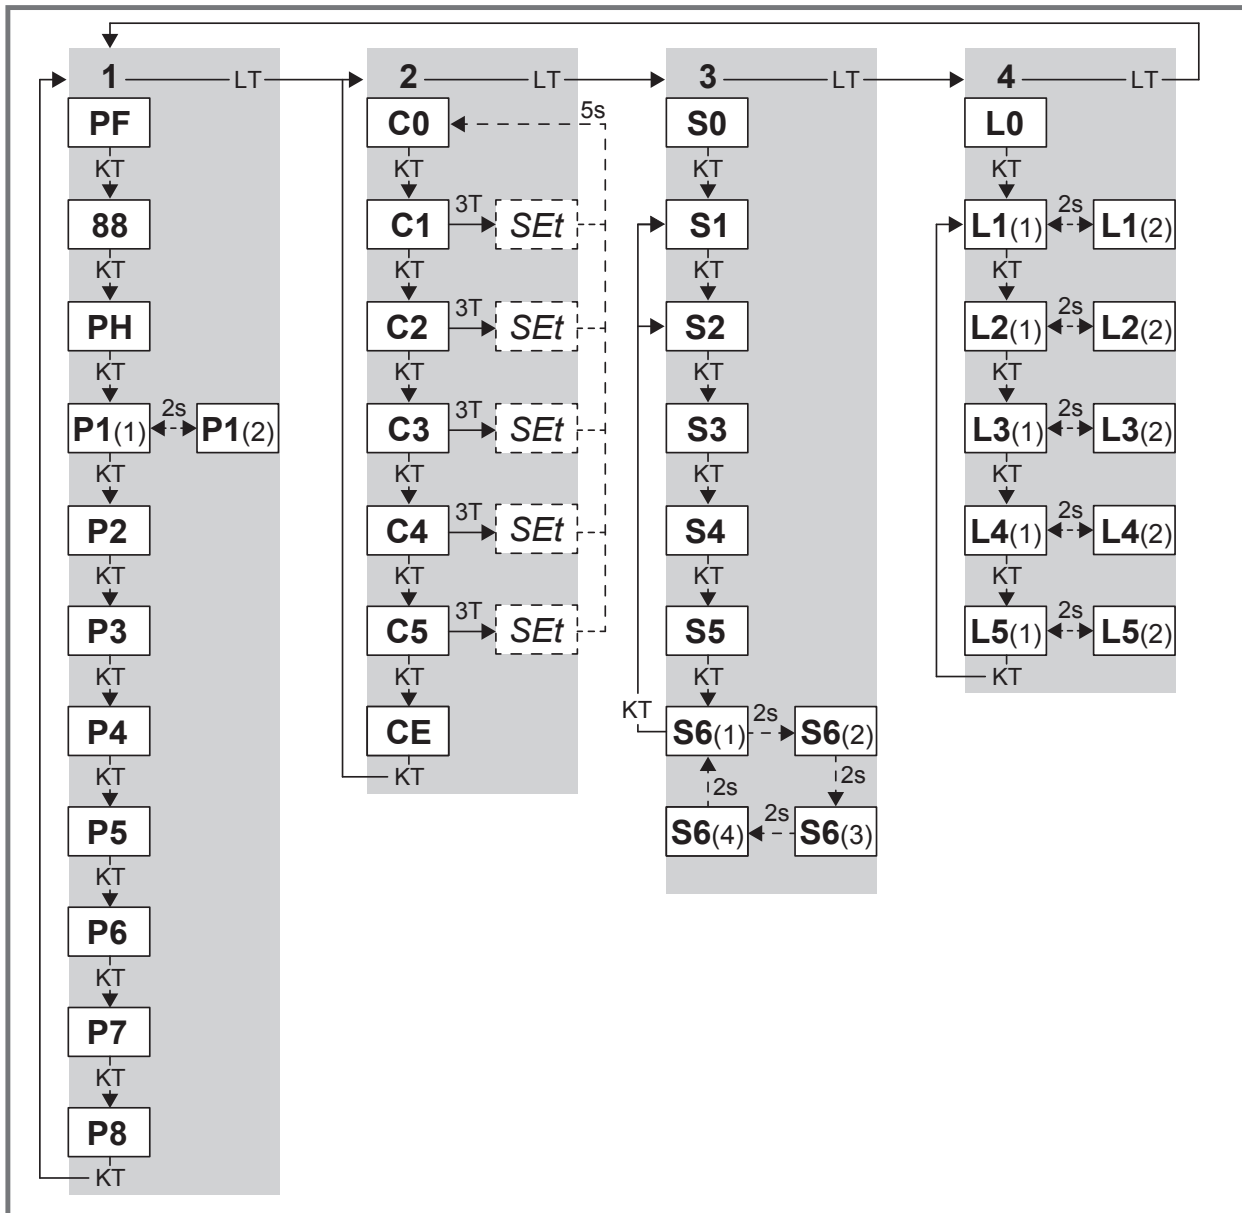 1 LT
PF
KT
88
KT
PH
KT
P1(1) 2s P1(2)
KT
P2
KT
P3
KT
P4
KT
P5
KT
P6
KT
P7
KT
P8
KT
2 LT
C0 5s
KT
C1 3T SEt
KT
C2 3T SEt
KT
C3 3T SEt
KT
C4 3T SEt
KT
C5 3T SEt
KT
CE
KT
3 LT
S0
KT
S1
KT
S2
KT
S3
KT
S4
KT
S5
KT
KT S6(1) 2s S6(2)
2s 2s
S6(4) 2s S6(3)
4 LT
L0
KT
L1(1) 2s L1(2)
KT
L2(1) 2s L2(2)
KT
L3(1) 2s L3(2)
KT
L4(1) 2s L4(2)
KT
L5(1) 2s L5(2)
KT